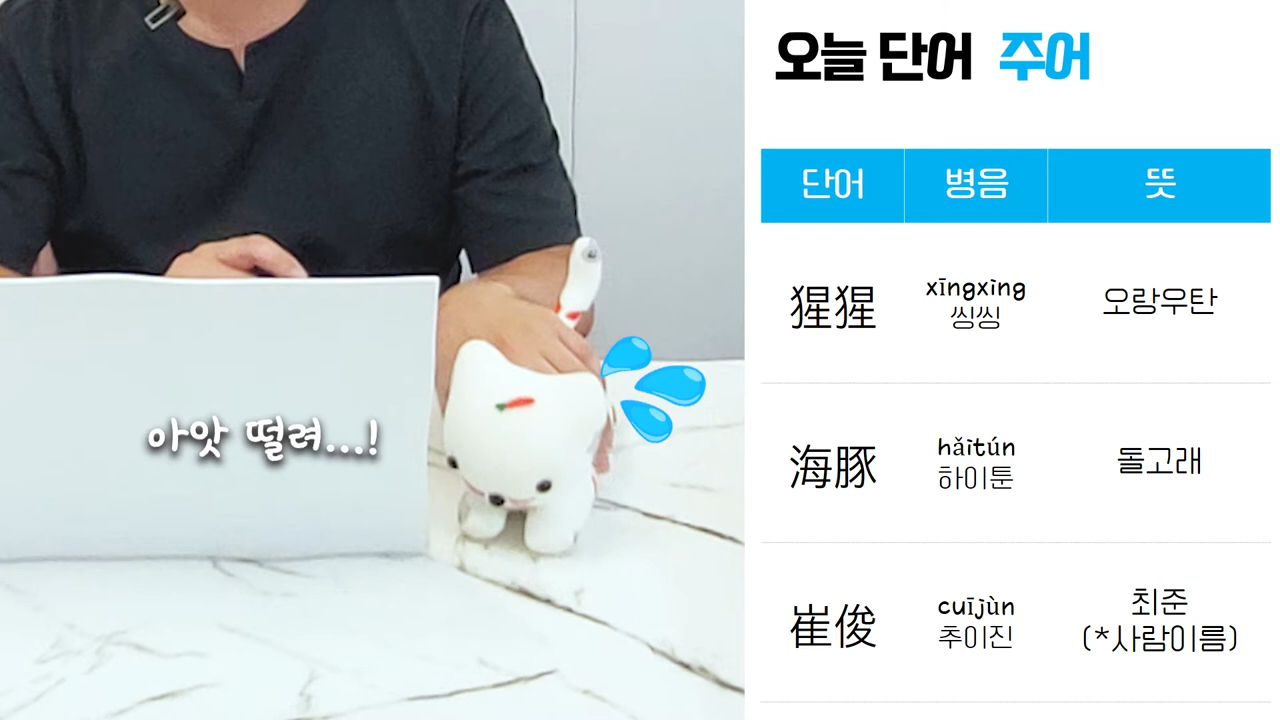 오늘 단어 주어
단어 병음 뜻
猩猩 xīngxìng 오랑우탄
씽씽
海豚 hǎitún 돌고래
하이툰
崔俊 cuījùn 최준
추이진 (*사람이름)
아앗 떨려...!